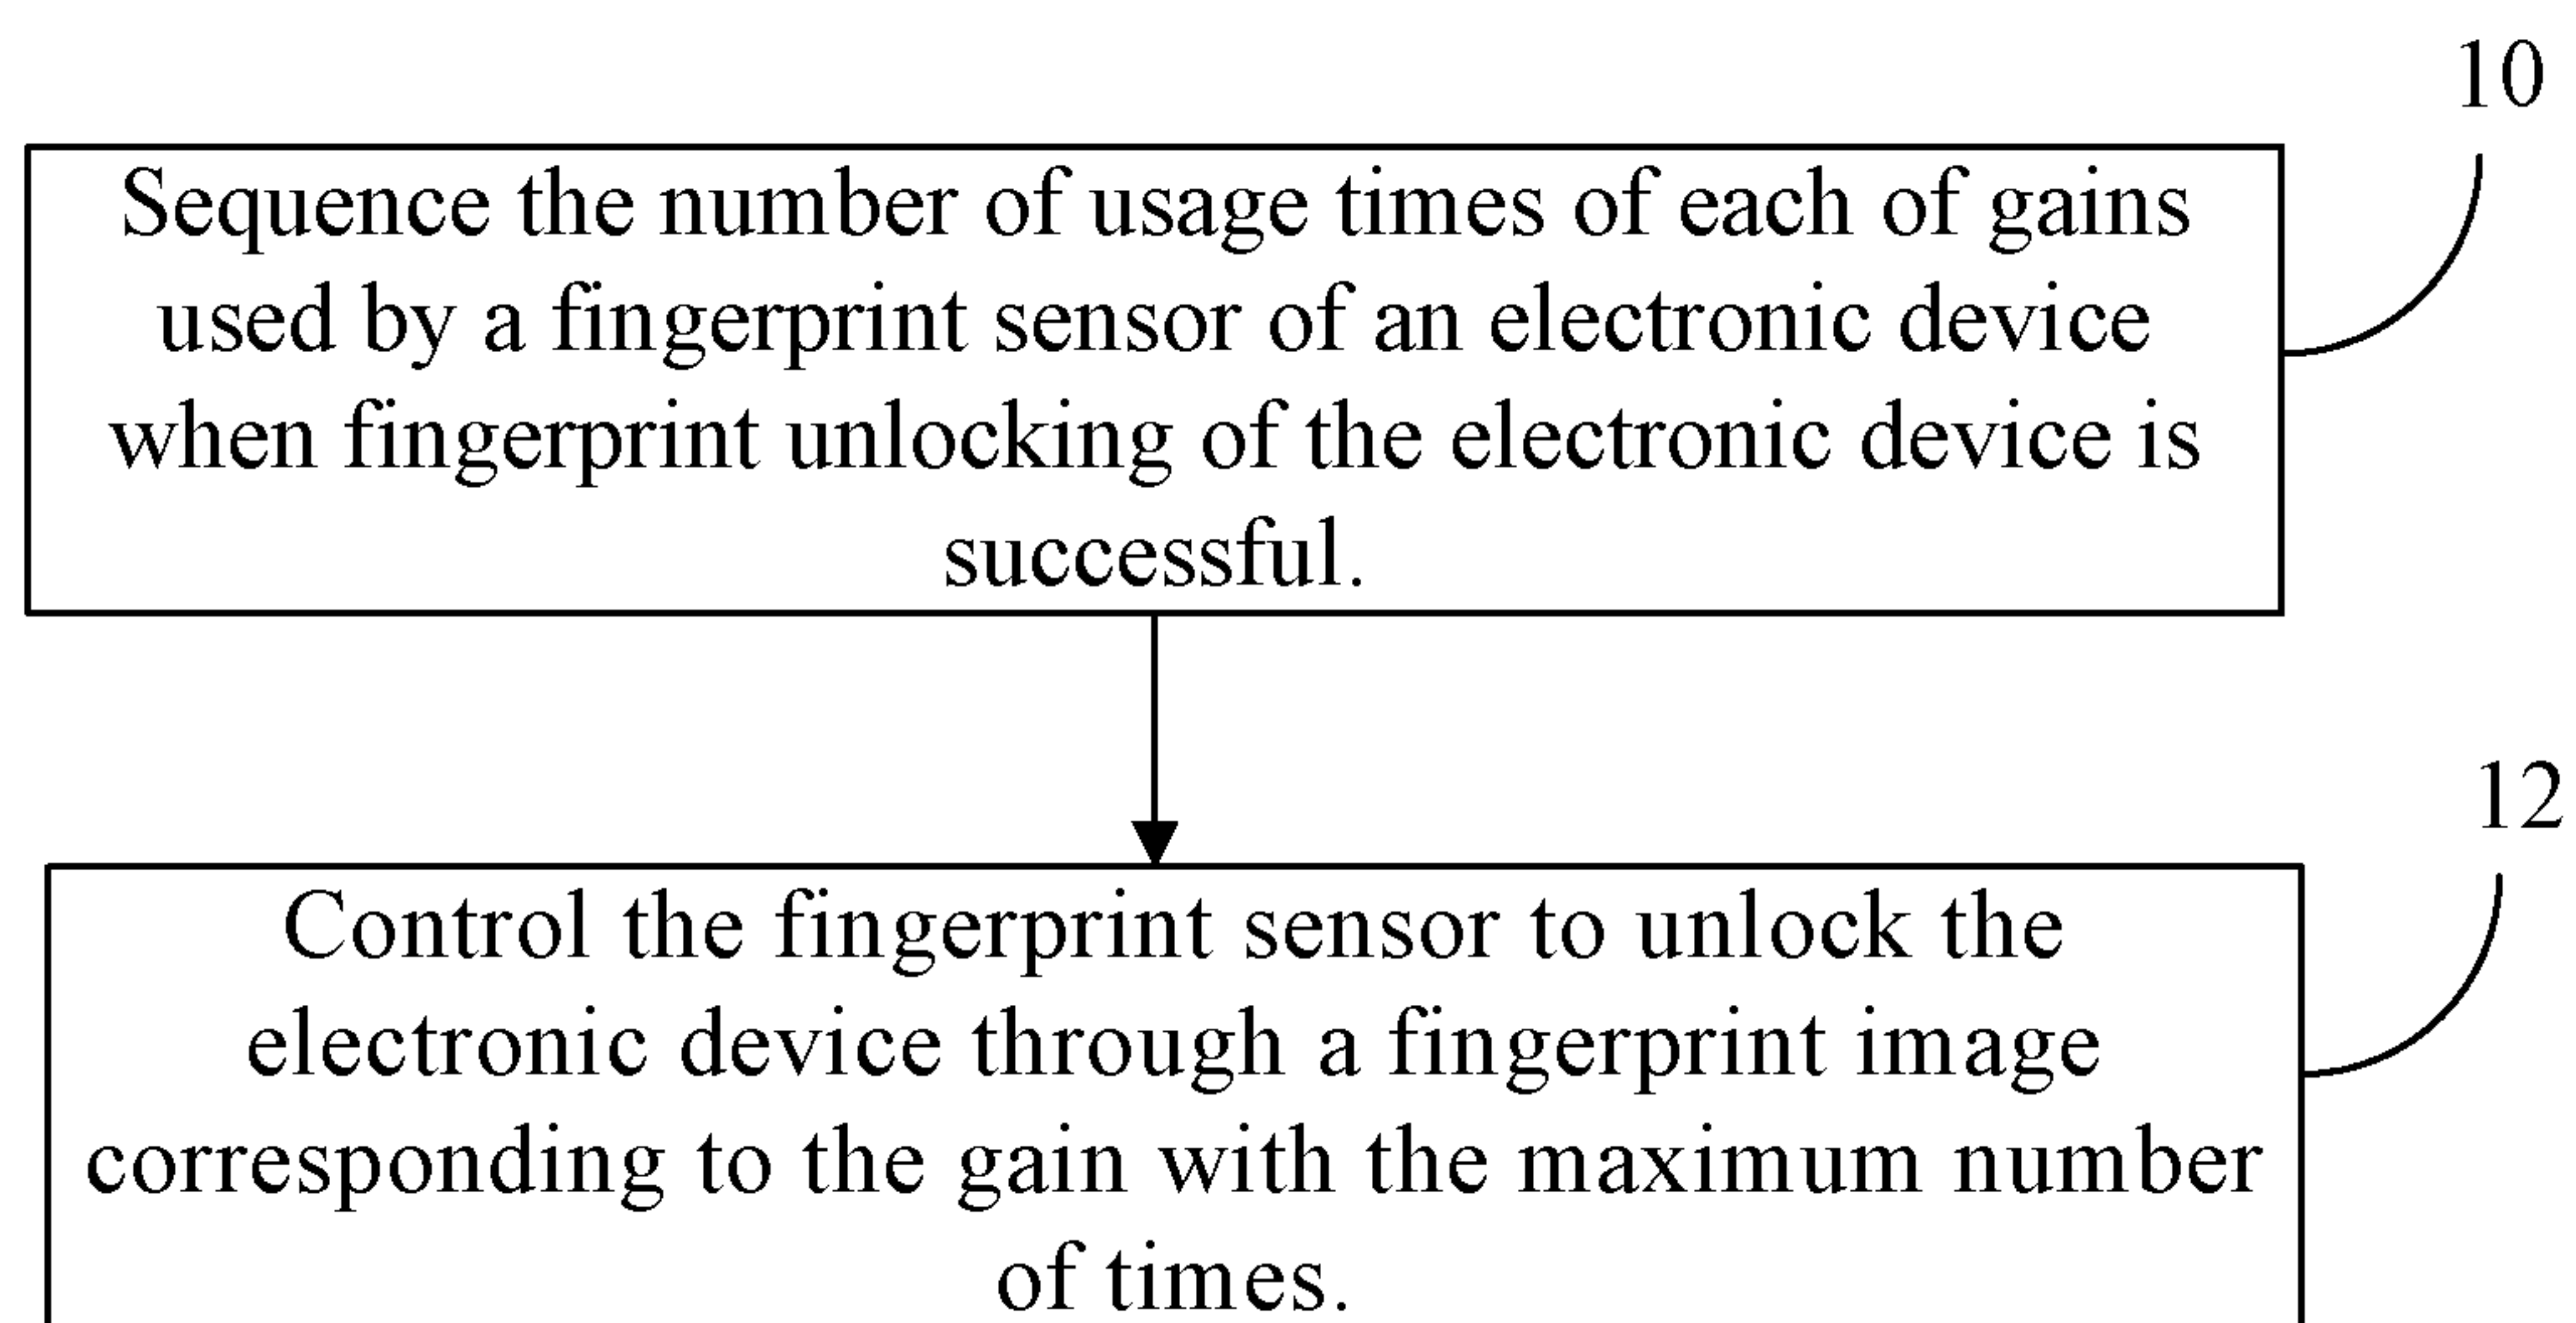 10
Sequence the number of usage times of each of gains
used by a fingerprint sensor of an electronic device
when fingerprint unlocking of the electronic device is
successful.
12
Control the fingerprint sensor to unlock the
electronic device through a fingerprint image
corresponding to the gain with the maximum number
of times.